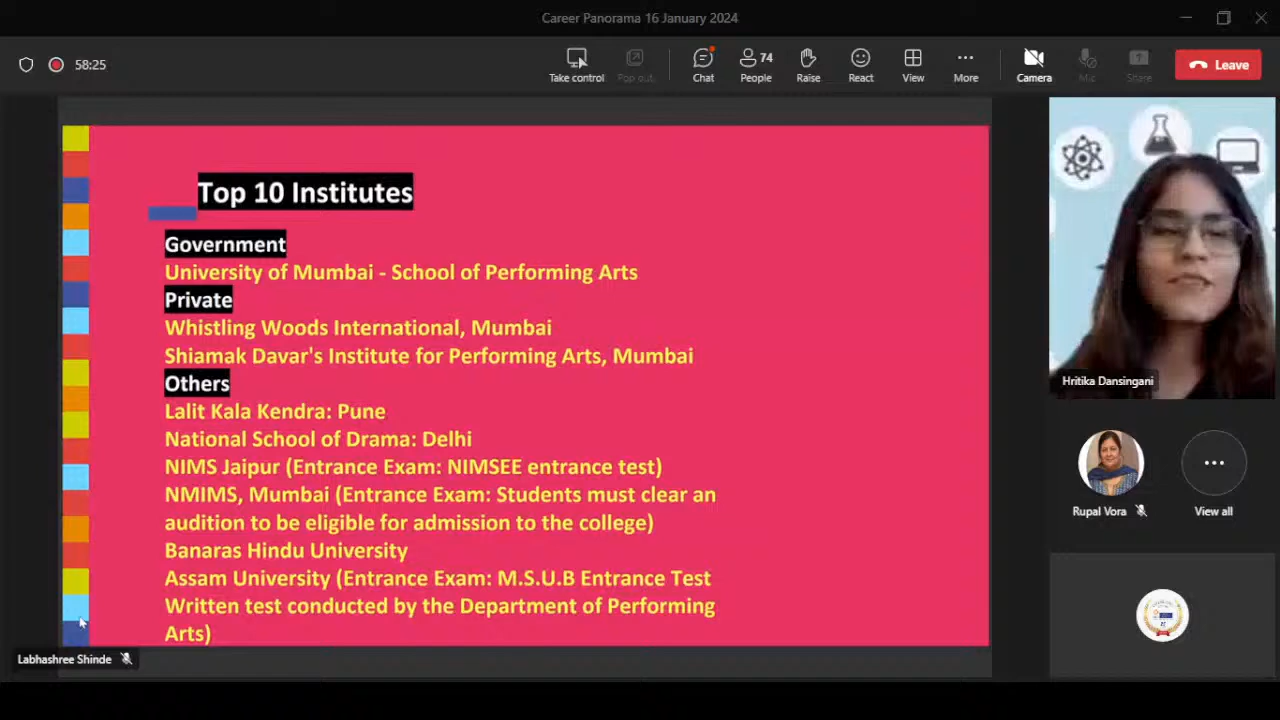 Career Panorama 16 January 2024
58:25
Take control
Pop out
Chat
74
People
Raise
React
View
More
Camera
Mic
Share
Leave
Top 10 Institutes
Government
University of Mumbai - School of Performing Arts
Private
Whistling Woods International, Mumbai
Shiamak Davar's Institute for Performing Arts, Mumbai
Others
Lalit Kala Kendra: Pune
National School of Drama: Delhi
NIMS Jaipur (Entrance Exam: NIMSEE entrance test)
NMIMS, Mumbai (Entrance Exam: Students must clear an
audition to be eligible for admission to the college)
Banaras Hindu University
Assam University (Entrance Exam: M.S.U.B Entrance Test
Written test conducted by the Department of Performing
Arts)
Labhashree Shinde
Hritika Dansingani
Rupal Vora
View all